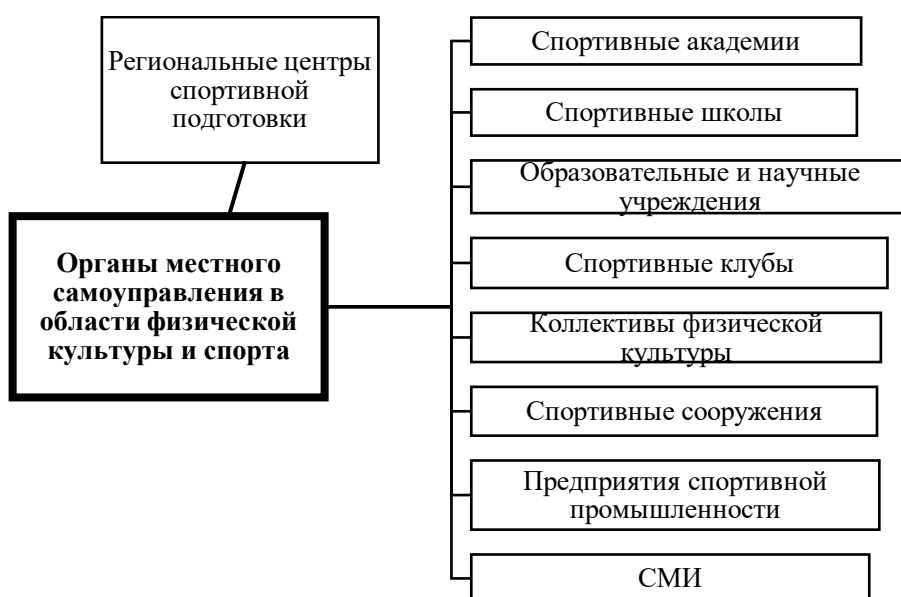 Региональные центры
спортивной
подготовки
Органы местного
самоуправления в
области физической
культуры и спорта
Спортивные академии
Спортивные школы
Образовательные и научные
учреждения
Спортивные клубы
Коллективы физической
культуры
Спортивные сооружения
Предприятия спортивной
промышленности
СМИ